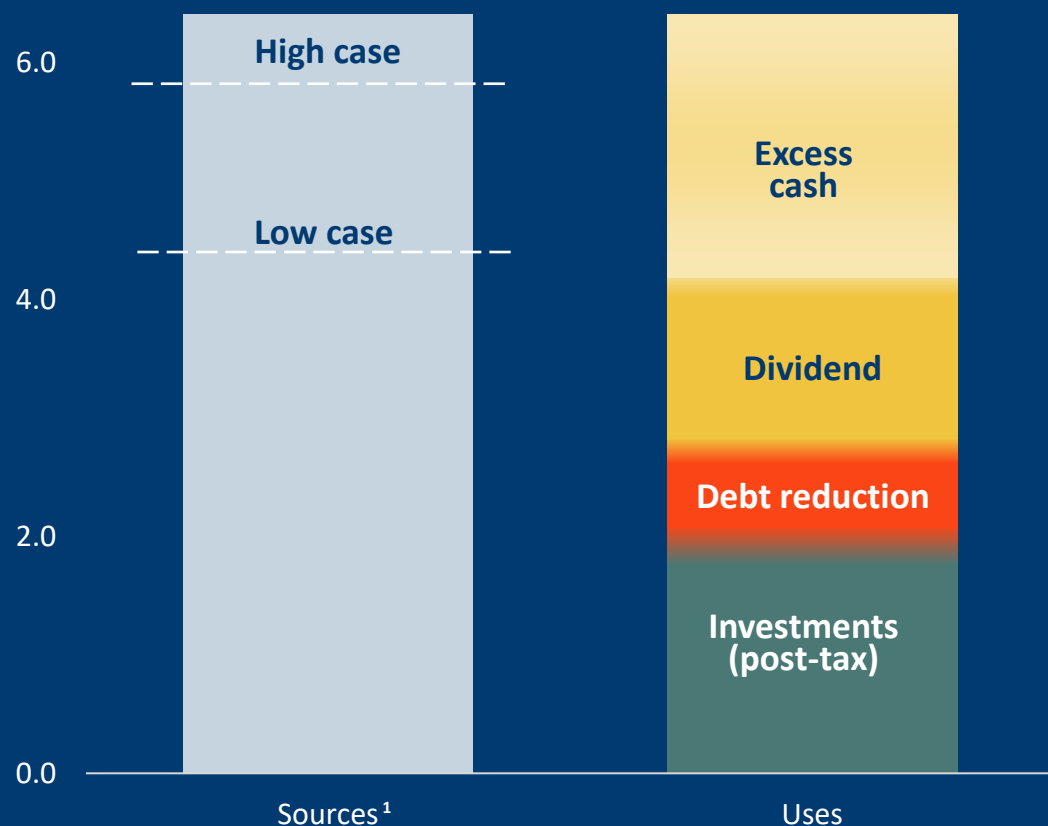 6.0
4.0
2.0
0.0
High case
Low case
Excess
cash
Dividend
Debt reduction
Investments
(post-tax)
Sources¹
Uses